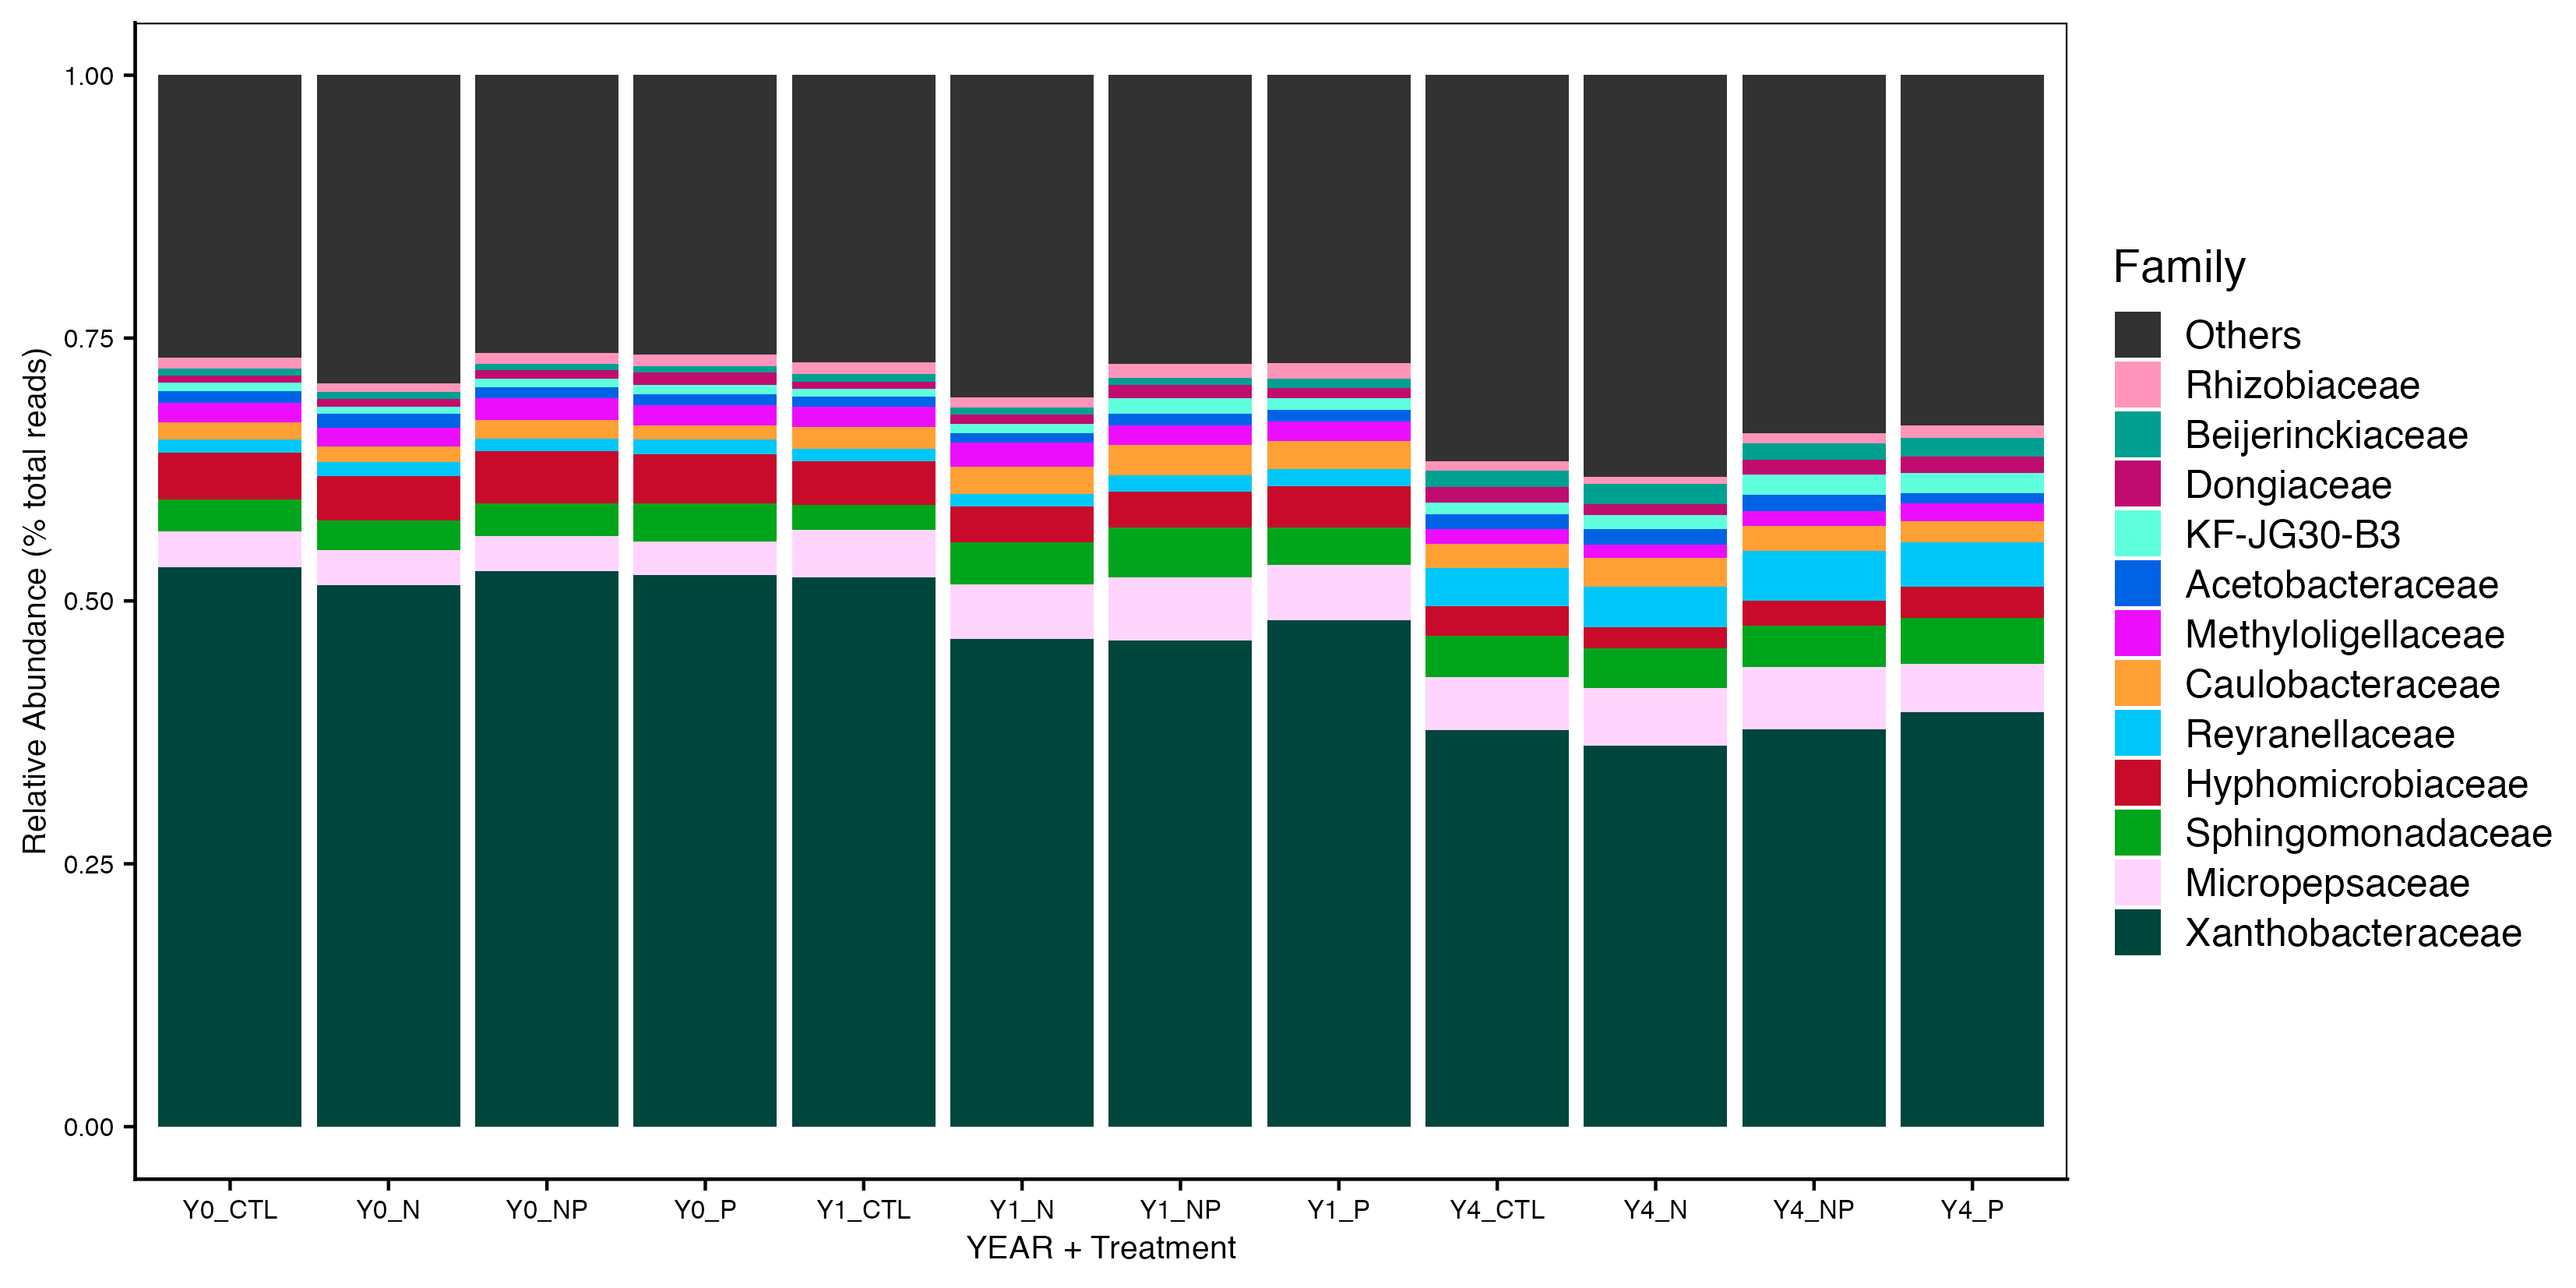 Relative Abundance (% total reads)
1.00
0.75
0.50
0.25
0.00
Y0_CTL
Y0_N
Y0_NP
Y0_P
Y1_CTL
Y1_N
Y1_NP
Y1_P
Y4_CTL
Y4_N
Y4_NP
Y4_P
YEAR + Treatment
Family
Others
Rhizobiaceae
Beijerinckiaceae
Dongiaceae
KF-JG30-B3
Acetobacteraceae
Methyloligellaceae
Caulobacteraceae
Reyranellaceae
Hyphomicrobiaceae
Sphingomonadaceae
Micropepsaceae
Xanthobacteraceae